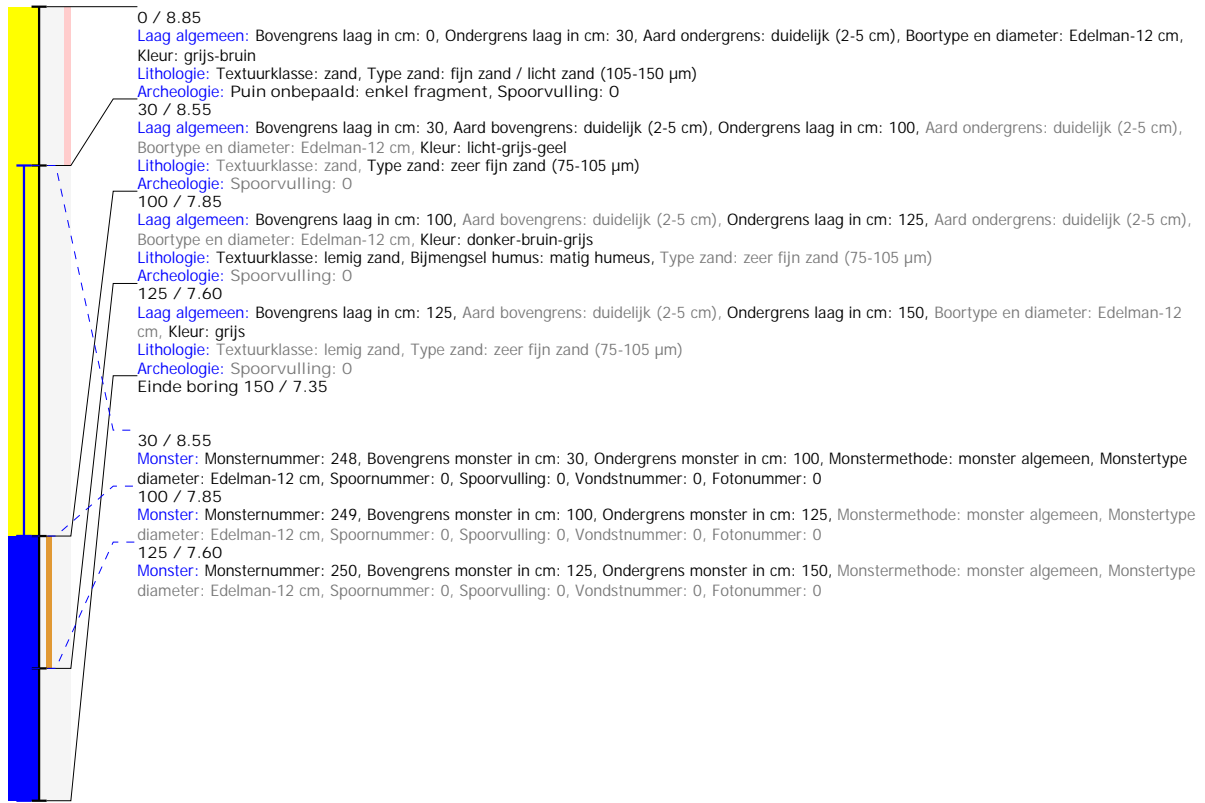 0 / 8.85
Laag algemeen: Bovengrens laag in cm: 0, Ondergrens laag in cm: 30, Aard ondergrens: duidelijk (2-5 cm), Boortype en diameter: Edelman-12 cm,
Kleur: grijs-bruin
Lithologie: Textuurklasse: zand, Type zand: fijn zand / licht zand (105-150 µm)
Archeologie: Puin onbepaald: enkel fragment, Spoorvulling: 0
30 / 8.55
Laag algemeen: Bovengrens laag in cm: 30, Aard bovengrens: duidelijk (2-5 cm), Ondergrens laag in cm: 100, Aard ondergrens: duidelijk (2-5 cm),
Boortype en diameter: Edelman-12 cm, Kleur: licht-grijs-geel
Lithologie: Textuurklasse: zand, Type zand: zeer fijn zand (75-105 µm)
Archeologie: Spoorvulling: 0
100 / 7.85
Laag algemeen: Bovengrens laag in cm: 100, Aard bovengrens: duidelijk (2-5 cm), Ondergrens laag in cm: 125, Aard ondergrens: duidelijk (2-5 cm),
Boortype en diameter: Edelman-12 cm, Kleur: donker-bruin-grijs
Lithologie: Textuurklasse: lemig zand, Bijmengsel humus: matig humeus, Type zand: zeer fijn zand (75-105 µm)
Archeologie: Spoorvulling: 0
125 / 7.60
Laag algemeen: Bovengrens laag in cm: 125, Aard bovengrens: duidelijk (2-5 cm), Ondergrens laag in cm: 150, Boortype en diameter: Edelman-12
cm, Kleur: grijs
Lithologie: Textuurklasse: lemig zand, Type zand: zeer fijn zand (75-105 µm)
Archeologie: Spoorvulling: 0
Einde boring 150 / 7.35
30 / 8.55
Monster: Monsternummer: 248, Bovengrens monster in cm: 30, Ondergrens monster in cm: 100, Monstermethode: monster algemeen, Monstertype
diameter: Edelman-12 cm, Spoornummer: 0, Spoorvulling: 0, Vondstnummer: 0, Fotonummer: 0
100 / 7.85
Monster: Monsternummer: 249, Bovengrens monster in cm: 100, Ondergrens monster in cm: 125, Monstermethode: monster algemeen, Monstertype
diameter: Edelman-12 cm, Spoornummer: 0, Spoorvulling: 0, Vondstnummer: 0, Fotonummer: 0
125 / 7.60
Monster: Monsternummer: 250, Bovengrens monster in cm: 125, Ondergrens monster in cm: 150, Monstermethode: monster algemeen, Monstertype
diameter: Edelman-12 cm, Spoornummer: 0, Spoorvulling: 0, Vondstnummer: 0, Fotonummer: 0